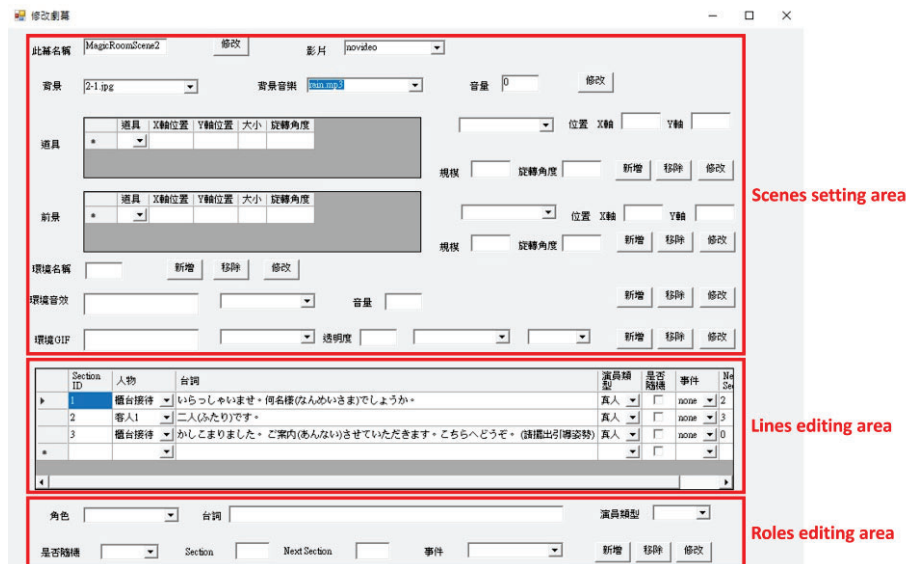 修改劇幕
此幕名稱 MagicRoomScene2 修改 影片 novideo
背景 2-1.jpg 背景音樂 rain.mp3 音量 0 修改
道具 X軸位置 Y軸位置 大小 旋轉角度
*
道具
位置 X軸 Y軸
規模 旋轉角度 新增 移除 修改
Scenes setting area
道具 X軸位置 Y軸位置 大小 旋轉角度
*
前景
位置 X軸 Y軸
規模 旋轉角度 新增 移除 修改
環境名稱 新增 移除 修改
環境音效 音量 新增 移除 修改
環境GIF 透明度 新增 移除 修改
Section ID 人物 台詞 演員類型 是否隨機 事件 Ne Sec
1 櫃台接待 いらっしゃいませ。何名様(なんめいさま)でしょうか。 真人 none 2
2 客人1 二人(ふたり)です。 真人 none 3
3 櫃台接待 かしこまりました。ご案内(あんない)させていただきます。こちらへどうぞ。(請擺出引導姿勢) 真人 none 0
*
Lines editing area
角色 台詞 演員類型
是否隨機 Section Next Section 事件 新增 移除 修改
Roles editing area